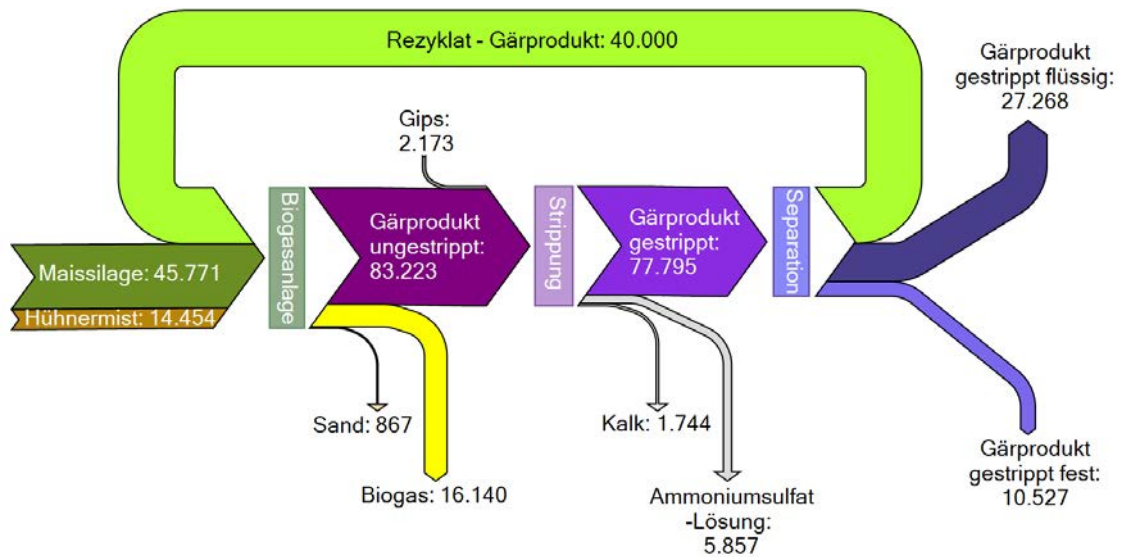 Rezyklat - Gärprodukt: 40.000
Gärprodukt
gestrippt flüssig:
27.268
Gips:
2.173
Biogasanlage
Gärprodukt
ungestrippt:
83.223
Strippung
Gärprodukt
gestrippt:
77.795
Separation
Maissilage: 45.771
Hühnermist: 14.454
Sand: 867
Biogas: 16.140
Kalk: 1.744
Ammoniumsulfat
-Lösung:
5.857
Gärprodukt
gestrippt fest:
10.527